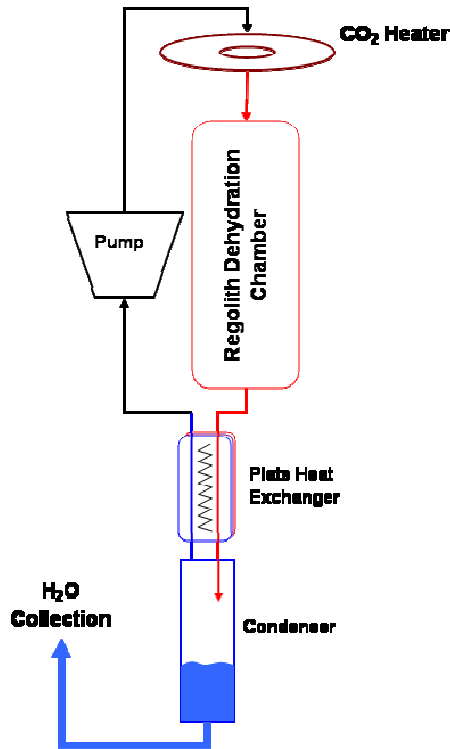 CO₂ Heater
Regolith Dehydration
Chamber
Pump
Plate Heat
Exchanger
H₂O
Collection
Condenser